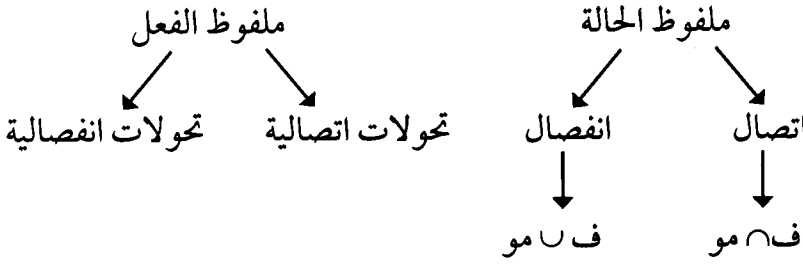 ملفوظ الحالة ملفوظ الفعل
اتصال انفصال تحولات اتصالية تحولات انفصالية
ف ∩ مو ف ∪ مو